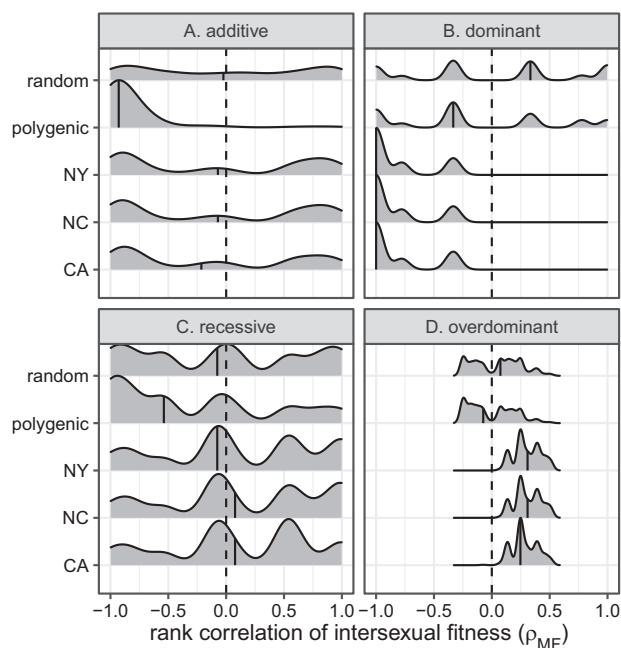 A. additive
B. dominant
random
polygenic
NY
NC
CA
C. recessive
D. overdominant
random
polygenic
NY
NC
CA
−1.0 −0.5 0.0 0.5 1.0 −1.0 −0.5 0.0 0.5 1.0
rank correlation of intersexual fitness (ρMF)